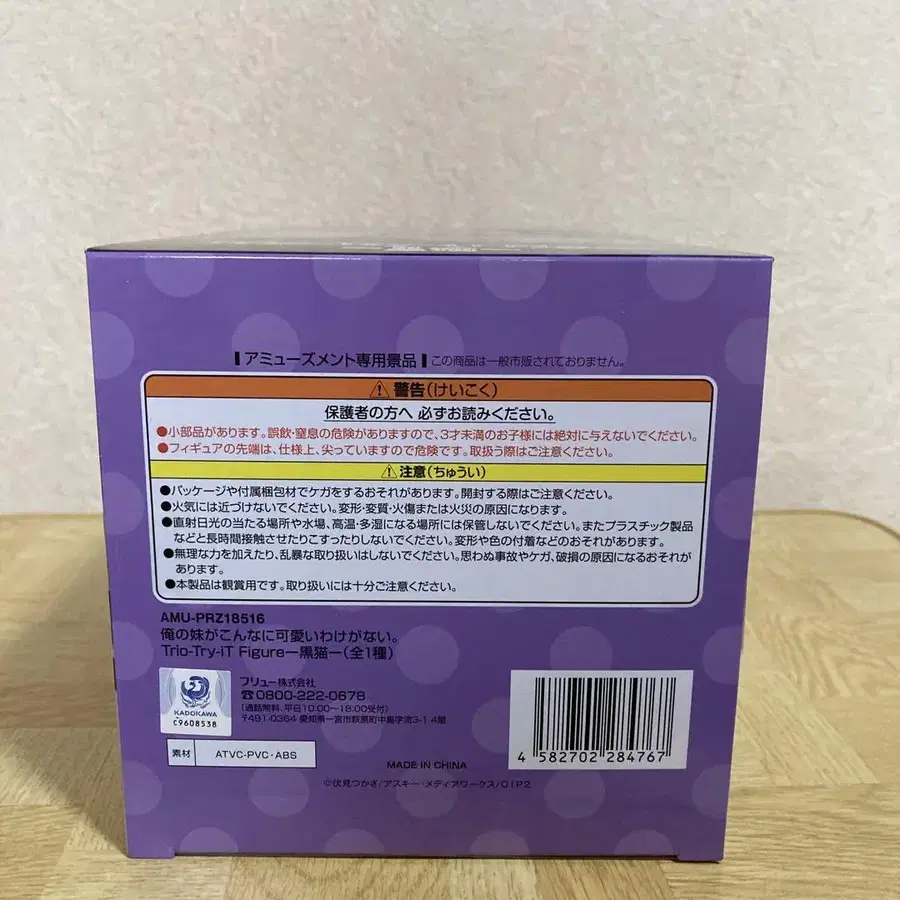 アミューズメント専用景品 この商品は一般市販されておりません。
警告(けいこく)
保護者の方へ 必ずお読みください。
●小部品があります。誤飲・窒息の危険がありますので、3才未満のお子様には絶対に与えないでください。
●フィギュアの先端は、仕様上、尖っていますので危険です。取扱う際はご注意ください。
注意(ちゅうい)
●パッケージや付属梱包材でケガをするおそれがあります。開封する際はご注意ください。
●火気には近づけないでください。変形・変質・火傷または火災の原因になります。
●直射日光の当たる場所や水場、高温・多湿になる場所には保管しないでください。またプラスチック製品
などと長時間接触させたりこすったりしないでください。変形や色の付着などのおそれがあります。
●無理な力を加えたり、乱暴な取り扱いはしないでください。思わぬ事故やケガ、破損の原因になるおそれが
あります。
●本製品は観賞用です。取り扱いには十分ご注意ください。
AMU-PRZ18516
俺の妹がこんなに可愛いわけがない。
Trio-Try-iT Figureー黒猫ー(全1種)
フリュー株式会社
☎0800-222-0678
(通話無料、平日10:00〜18:00受付)
〒491-0364 愛知県一宮市萩原町中島字流3-1 4階
KADOKAWA
C9608538
素材 ATVC-PVC・ABS
4 582702 284767
MADE IN CHINA
©伏見つかさ/アスキー・メディアワークス/OIP2